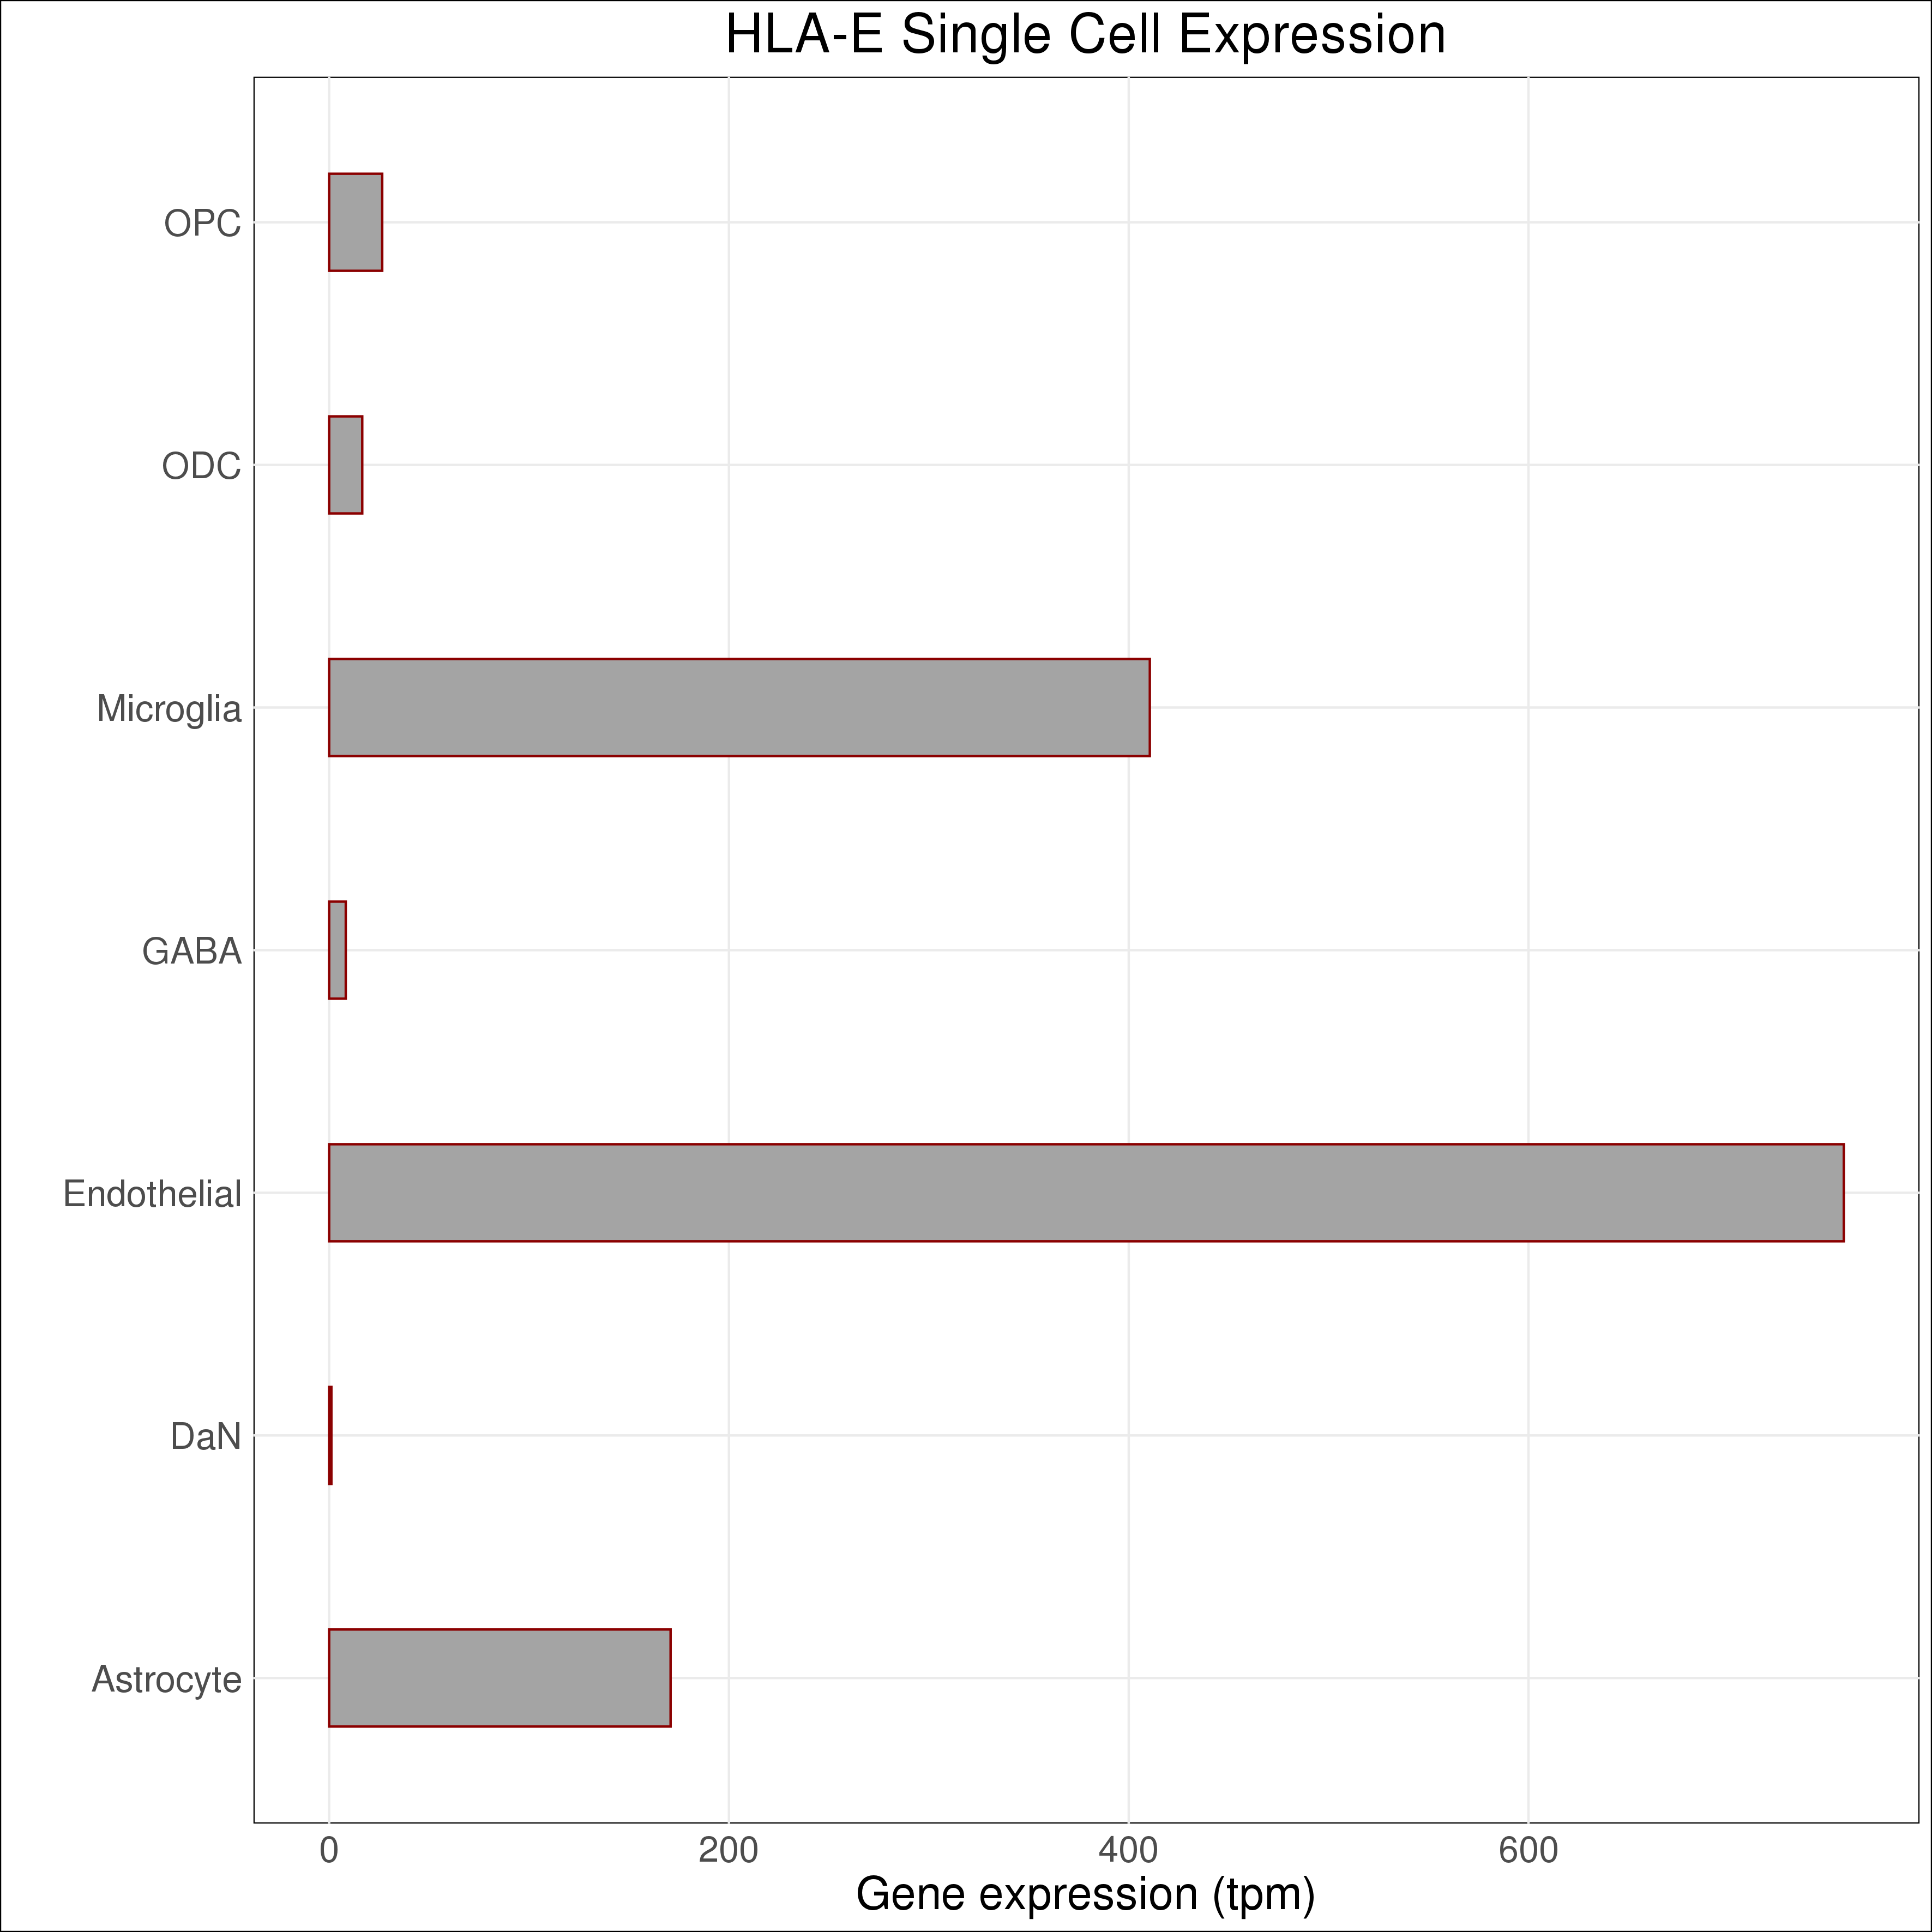 HLA-E Single Cell Expression
OPC
ODC
Microglia
GABA
Endothelial
DaN
Astrocyte
0 200 400 600
Gene expression (tpm)